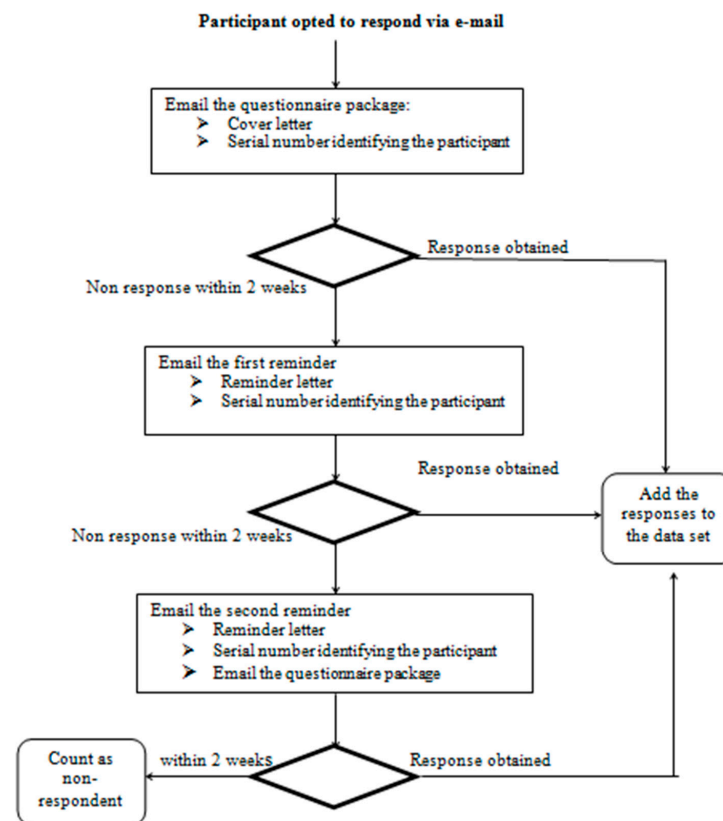 Participant opted to respond via e-mail
Email the questionnaire package:
➢ Cover letter
➢ Serial number identifying the participant
Response obtained
Non response within 2 weeks
Email the first reminder
➢ Reminder letter
➢ Serial number identifying the participant
Response obtained
Non response within 2 weeks
Add the
responses to
the data set
Email the second reminder
➢ Reminder letter
➢ Serial number identifying the participant
➢ Email the questionnaire package
Count as
non-
respondent
within 2 weeks
Response obtained